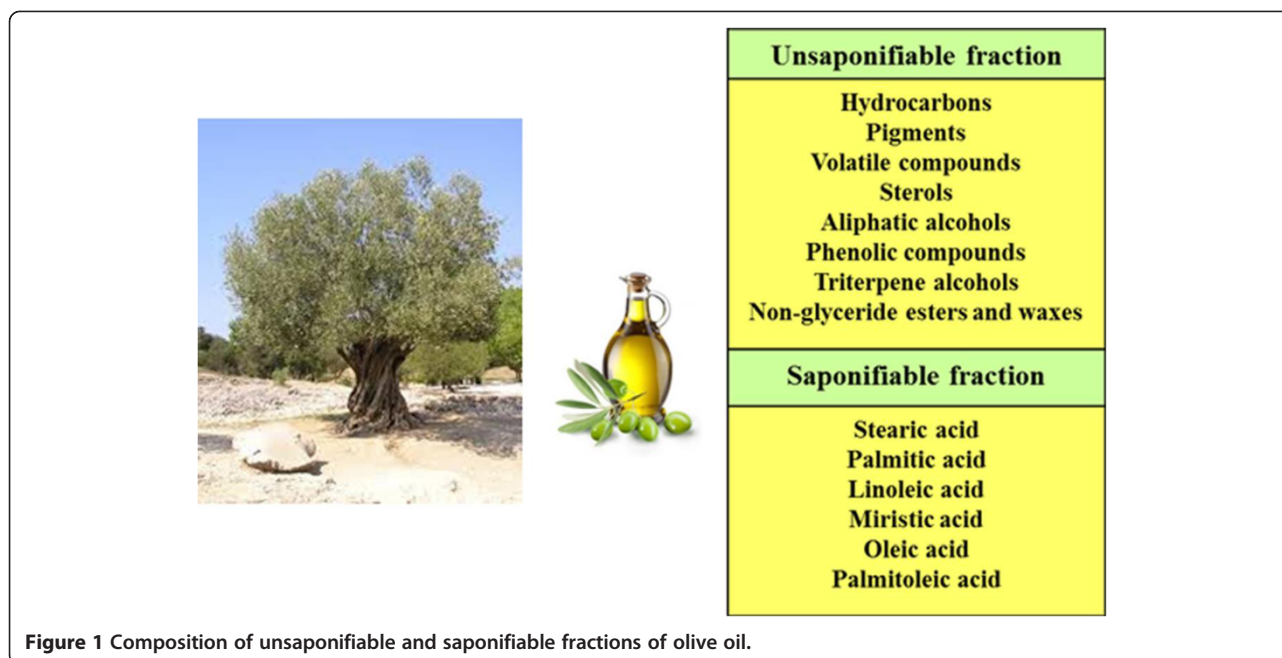 Unsaponifiable fraction
Hydrocarbons
Pigments
Volatile compounds
Sterols
Aliphatic alcohols
Phenolic compounds
Triterpene alcohols
Non-glyceride esters and waxes
Saponifiable fraction
Stearic acid
Palmitic acid
Linoleic acid
Miristic acid
Oleic acid
Palmitoleic acid
Figure 1 Composition of unsaponifiable and saponifiable fractions of olive oil.